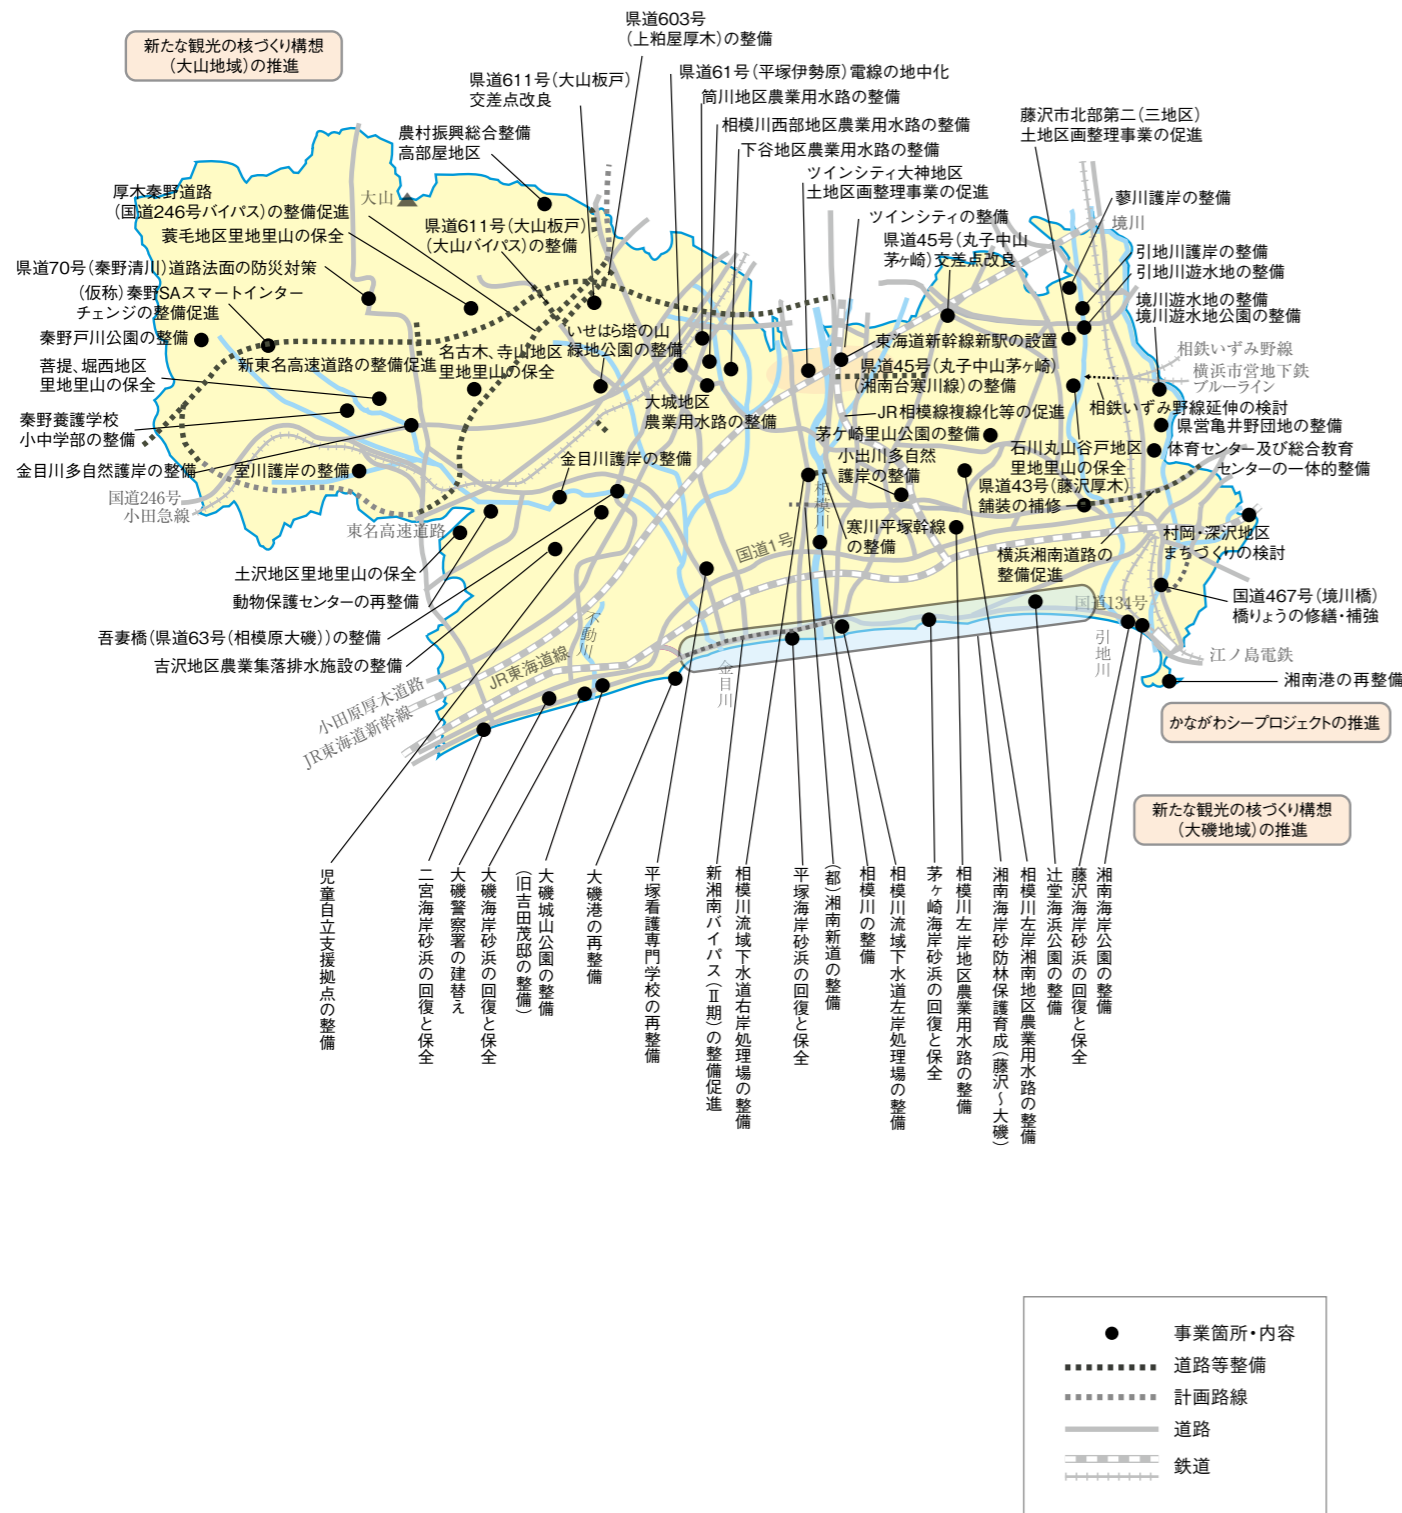 新たな観光の核づくり構想
（大山地域）の推進
県道603号
（上粕屋厚木）の整備
県道611号（大山板戸）
交差点改良
県道61号（平塚伊勢原）電線の地中化
筒川地区農業用水路の整備
相模川西部地区農業用水路の整備
下谷地区農業用水路の整備
ツインシティ大神地区
土地区画整理事業の促進
ツインシティの整備
県道45号（丸子中山
茅ケ崎）交差点改良
藤沢市北部第二（三地区）
土地区画整理事業の促進
農村振興総合整備
高部屋地区
大山
厚木秦野道路
（国道246号バイパス）の整備促進
蓑毛地区里地里山の保全
県道611号（大山板戸）
（大山バイパス）の整備
県道70号（秦野清川）道路法面の防災対策
（仮称）秦野SAスマートインター
チェンジの整備促進
秦野戸川公園の整備
新東名高速道路の整備促進
菩提、堀西地区
里地里山の保全
名古木、寺山地区
里地里山の保全
いせはら塔の山
緑地公園の整備
秦野養護学校
小中学部の整備
金目川多自然護岸の整備
室川護岸の整備
大城地区
農業用水路の整備
金目川護岸の整備
国道246号
小田急線
東名高速道路
蓼川護岸の整備
境川
引地川護岸の整備
引地川遊水地の整備
境川遊水地の整備
境川遊水地公園の整備
東海道新幹線新駅の設置
県道45号（丸子中山茅ヶ崎）
（湘南台寒川線）の整備
相鉄いずみ野線
横浜市営地下鉄
ブルーライン
相鉄いずみ野線延伸の検討
JR相模線複線化等の促進
茅ケ崎里山公園の整備
県営亀井野団地の整備
小出川多自然
護岸の整備
石川丸山谷戸地区
里地里山の保全
体育センター及び総合教育
センターの一体的整備
県道43号（藤沢厚木）
舗装の補修
相模川
寒川平塚幹線
の整備
国道1号
横浜湘南道路の
整備促進
村岡・深沢地区
まちづくりの検討
土沢地区里地里山の保全
動物保護センターの再整備
吾妻橋（県道63号（相模原大磯））の整備
吉沢地区農業集落排水施設の整備
不動川
国道134号
引地川
国道467号（境川橋）
橋りょうの修繕・補強
江ノ島電鉄
JR東海道線
小田原厚木道路
JR東海道新幹線
金目川
湘南港の再整備
かながわシープロジェクトの推進
新たな観光の核づくり構想
（大磯地域）の推進
児童自立支援拠点の整備
二宮海岸砂浜の回復と保全
大磯警察署の建替え
大磯海岸砂浜の回復と保全
大磯城山公園の整備
（旧吉田茂邸の整備）
大磯港の再整備
平塚看護専門学校の再整備
新湘南バイパス（Ⅱ期）の整備促進
相模川流域下水道右岸処理場の整備
平塚海岸砂浜の回復と保全
（都）湘南新道の整備
相模川の整備
相模川流域下水道左岸処理場の整備
茅ヶ崎海岸砂浜の回復と保全
相模川左岸地区農業用水路の整備
湘南海岸砂防林保護育成（藤沢～大磯）
相模川左岸湘南地区農業用水路の整備
辻堂海浜公園の整備
藤沢海岸砂浜の回復と保全
湘南海岸公園の整備
事業箇所・内容
道路等整備
計画路線
道路
鉄道